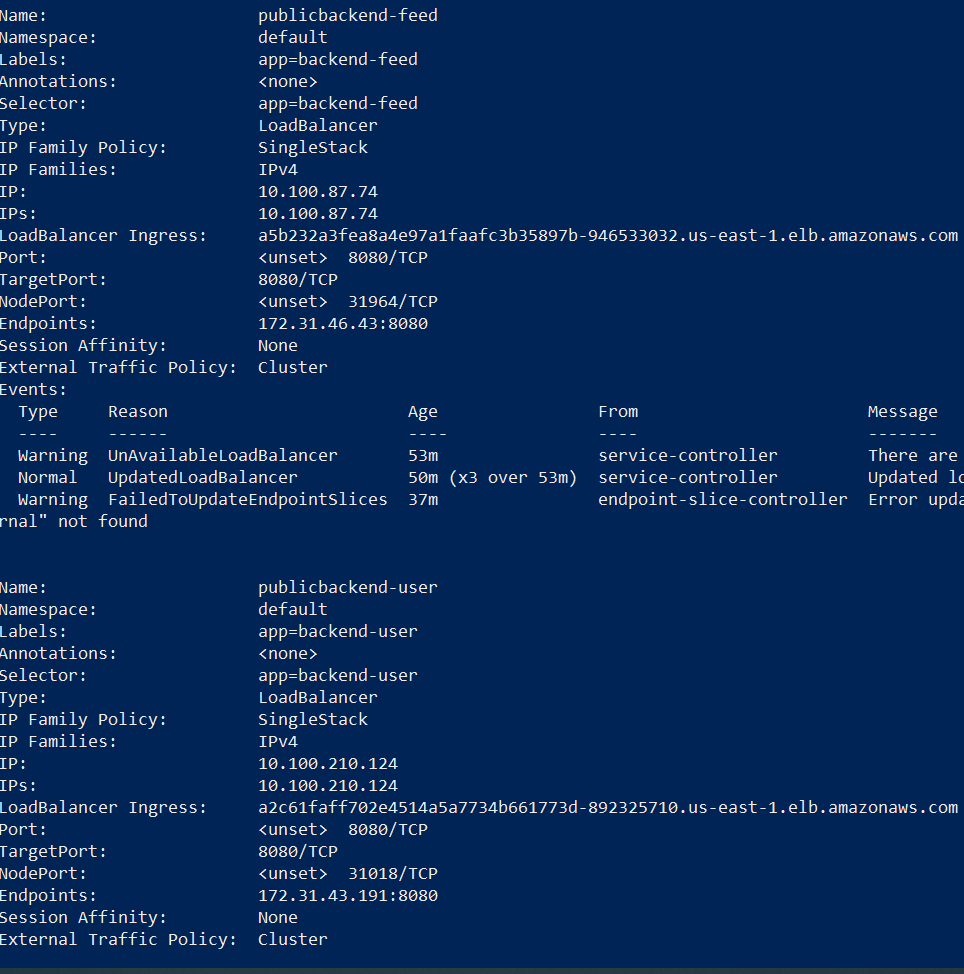 Name: publicbackend-feed
Namespace: default
Labels: app=backend-feed
Annotations: <none>
Selector: app=backend-feed
Type: LoadBalancer
IP Family Policy: SingleStack
IP Families: IPv4
IP: 10.100.87.74
IPs: 10.100.87.74
LoadBalancer Ingress: a5b232a3fea8a4e97a1faafc3b35897b-946533032.us-east-1.elb.amazonaws.com
Port: <unset> 8080/TCP
TargetPort: 8080/TCP
NodePort: <unset> 31964/TCP
Endpoints: 172.31.46.43:8080
Session Affinity: None
External Traffic Policy: Cluster
Events:
Type Reason Age From Message
---- ------ ---- ---- -------
Warning UnAvailableLoadBalancer 53m service-controller There are
Normal UpdatedLoadBalancer 50m (x3 over 53m) service-controller Updated lo
Warning FailedToUpdateEndpointSlices 37m endpoint-slice-controller Error upda
rnal" not found
Name: publicbackend-user
Namespace: default
Labels: app=backend-user
Annotations: <none>
Selector: app=backend-user
Type: LoadBalancer
IP Family Policy: SingleStack
IP Families: IPv4
IP: 10.100.210.124
IPs: 10.100.210.124
LoadBalancer Ingress: a2c61faff702e4514a5a7734b661773d-892325710.us-east-1.elb.amazonaws.com
Port: <unset> 8080/TCP
TargetPort: 8080/TCP
NodePort: <unset> 31018/TCP
Endpoints: 172.31.43.191:8080
Session Affinity: None
External Traffic Policy: Cluster